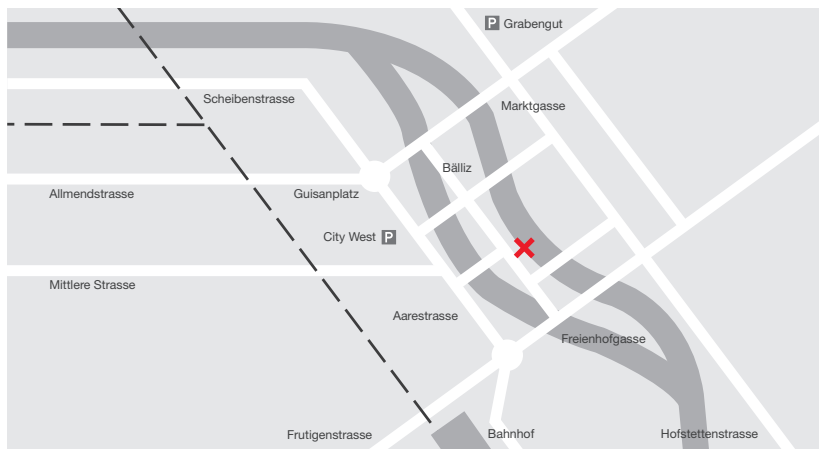 P Grabengut
Scheibenstrasse
Marktgasse
Bälliz
Allmendstrasse
Guisanplatz
City West P
Mittlere Strasse
Aarestrasse
Freienhofgasse
Frutigenstrasse
Bahnhof
Hofstettenstrasse